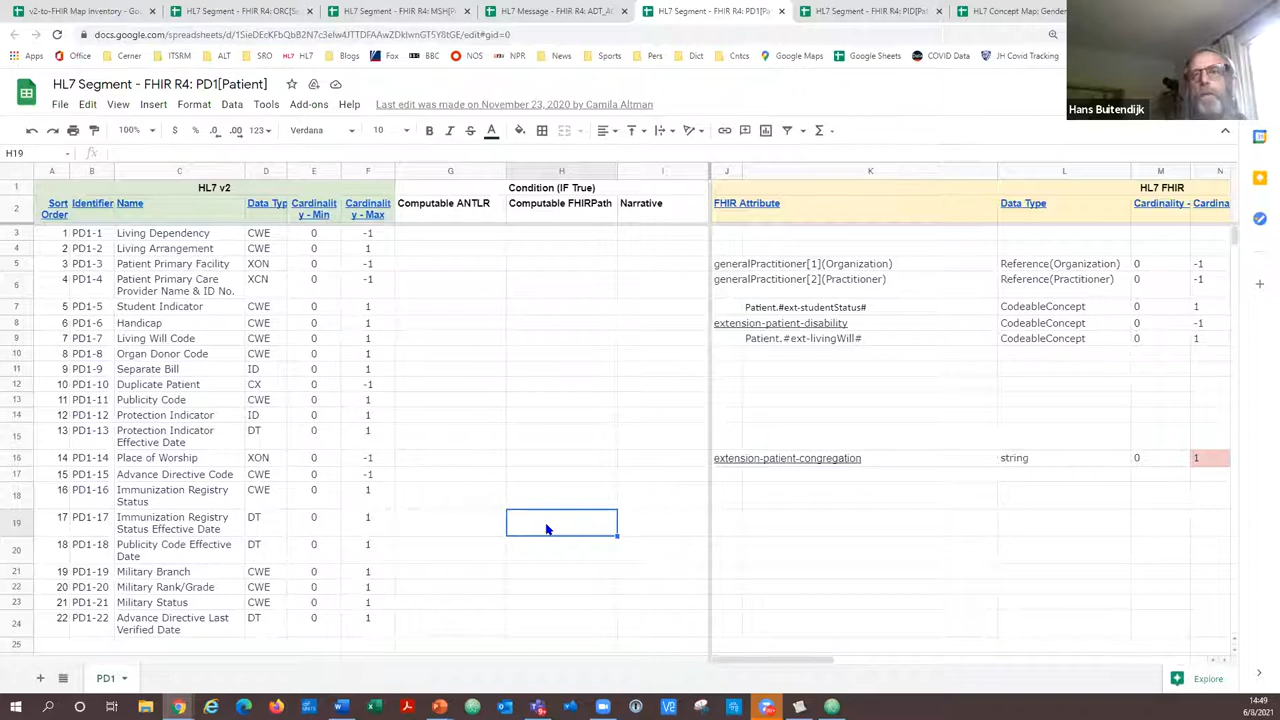 v2-to-FHIR Map Inventory - Go
HL7 Segment - FHIR R4: ORC[S
HL7 Segment - FHIR R4: MSH[
HL7 Message - FHIR R4: ADT_A
HL7 Segment - FHIR R4: PD1[Pa
HL7 Segment - FHIR R4: PID[Pat
HL7 Concept Map: Gender
docs.google.com/spreadsheets/d/
Apps Cerner ITSRM ALT SRO HL7 Blogs Fox BBC NOS NPR News Sports Pers Dict Cntcs Google Maps Google Sheets COVID Data JH Covid Tracking
Hans Buitendijk
HL7 Segment - FHIR R4: PD1[Patient]
File Edit View Insert Format Data Tools Add-ons Help Last edit was made on November 23, 2020 by Camila Altman
100% $ % .0 .00 123 Verdana 10 B I S A
H19 fx
A B C D E F G H I J K L M N
1 HL7 v2 Condition (IF True) HL7 FHIR
2 Sort Order Identifier Name Data Typ Cardinalit y - Min Cardinalit y - Max Computable ANTLR Computable FHIRPath Narrative FHIR Attribute Data Type Cardinality - Cardina
3 1 PD1-1 Living Dependency CWE 0 -1
4 2 PD1-2 Living Arrangement CWE 0 1
5 3 PD1-3 Patient Primary Facility XON 0 -1 generalPractitioner[1](Organization) Reference(Organization) 0 -1
6 4 PD1-4 Patient Primary Care Provider Name & ID No. XCN 0 -1 generalPractitioner[2](Practitioner) Reference(Practitioner) 0 -1
7 5 PD1-5 Student Indicator CWE 0 1 Patient.#ext-studentStatus# CodeableConcept 0 1
8 6 PD1-6 Handicap CWE 0 1 extension-patient-disability CodeableConcept 0 -1
9 7 PD1-7 Living Will Code CWE 0 1 Patient.#ext-livingWill# CodeableConcept 0 1
10 8 PD1-8 Organ Donor Code CWE 0 1
11 9 PD1-9 Separate Bill ID 0 1
12 10 PD1-10 Duplicate Patient CX 0 -1
13 11 PD1-11 Publicity Code CWE 0 1
14 12 PD1-12 Protection Indicator ID 0 1
15 13 PD1-13 Protection Indicator Effective Date DT 0 1
16 14 PD1-14 Place of Worship XON 0 -1 extension-patient-congregation string 0 1
17 15 PD1-15 Advance Directive Code CWE 0 -1
18 16 PD1-16 Immunization Registry Status CWE 0 1
19 17 PD1-17 Immunization Registry Status Effective Date DT 0 1
20 18 PD1-18 Publicity Code Effective Date DT 0 1
21 19 PD1-19 Military Branch CWE 0 1
22 20 PD1-20 Military Rank/Grade CWE 0 1
23 21 PD1-21 Military Status CWE 0 1
24 22 PD1-22 Advance Directive Last Verified Date DT 0 1
25
PD1 Explore
14:49
6/8/2021